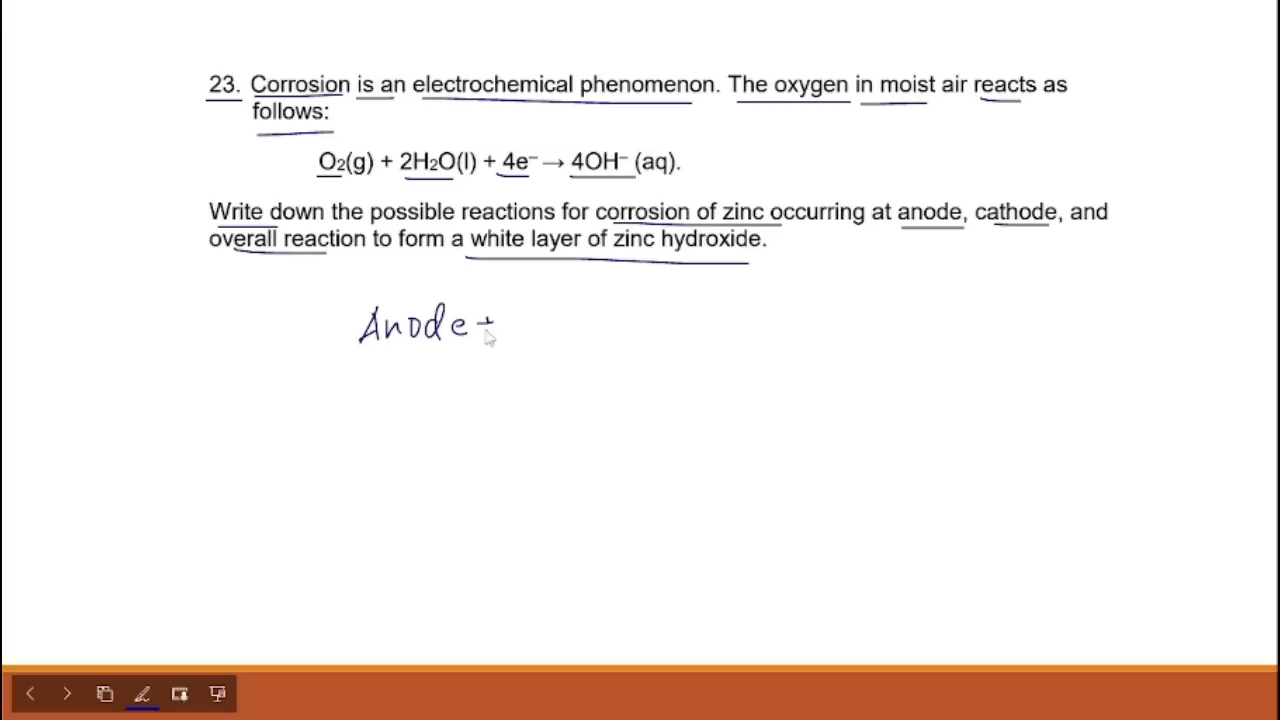 23. Corrosion is an electrochemical phenomenon. The oxygen in moist air reacts as
follows:
O₂(g) + 2H₂O(l) + 4e⁻ → 4OH⁻ (aq).
Write down the possible reactions for corrosion of zinc occurring at anode, cathode, and
overall reaction to form a white layer of zinc hydroxide.
Anode -